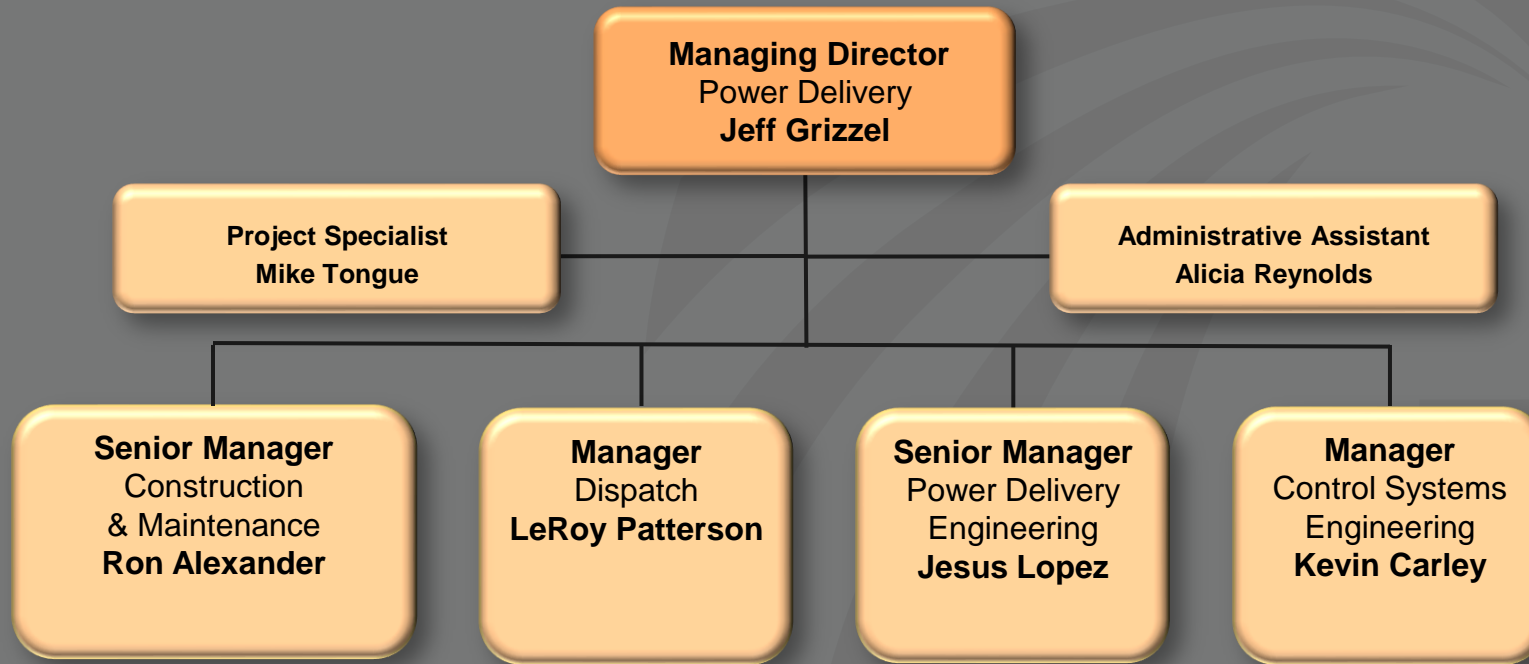 Managing Director
Power Delivery
Jeff Grizzel
Project Specialist
Mike Tongue
Administrative Assistant
Alicia Reynolds
Senior Manager
Construction
& Maintenance
Ron Alexander
Manager
Dispatch
LeRoy Patterson
Senior Manager
Power Delivery
Engineering
Jesus Lopez
Manager
Control Systems
Engineering
Kevin Carley